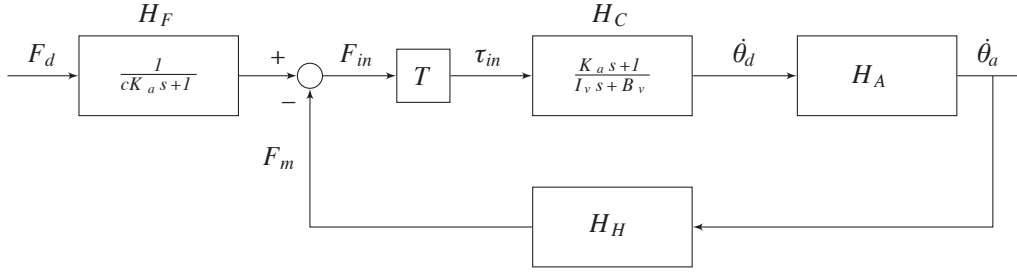 H_F
H_C
F_d
1
cK_a s+1
+
−
F_in
T
τ_in
K_a s+1
I_v s+B_v
θ̇_d
H_A
θ̇_a
F_m
H_H